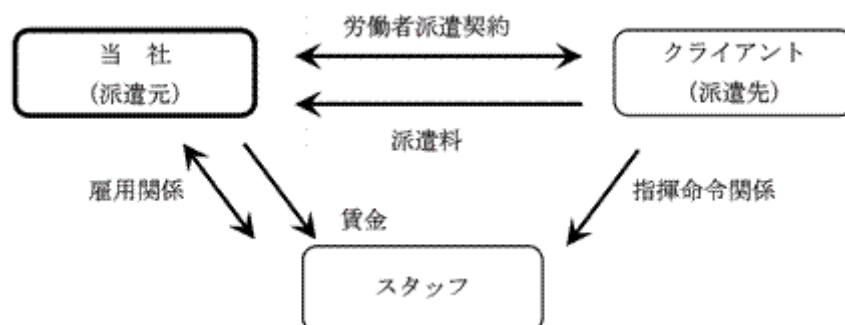 労働者派遣契約
当 社
(派遣元)
クライアント
(派遣先)
派遣料
雇用関係
指揮命令関係
賃金
スタッフ